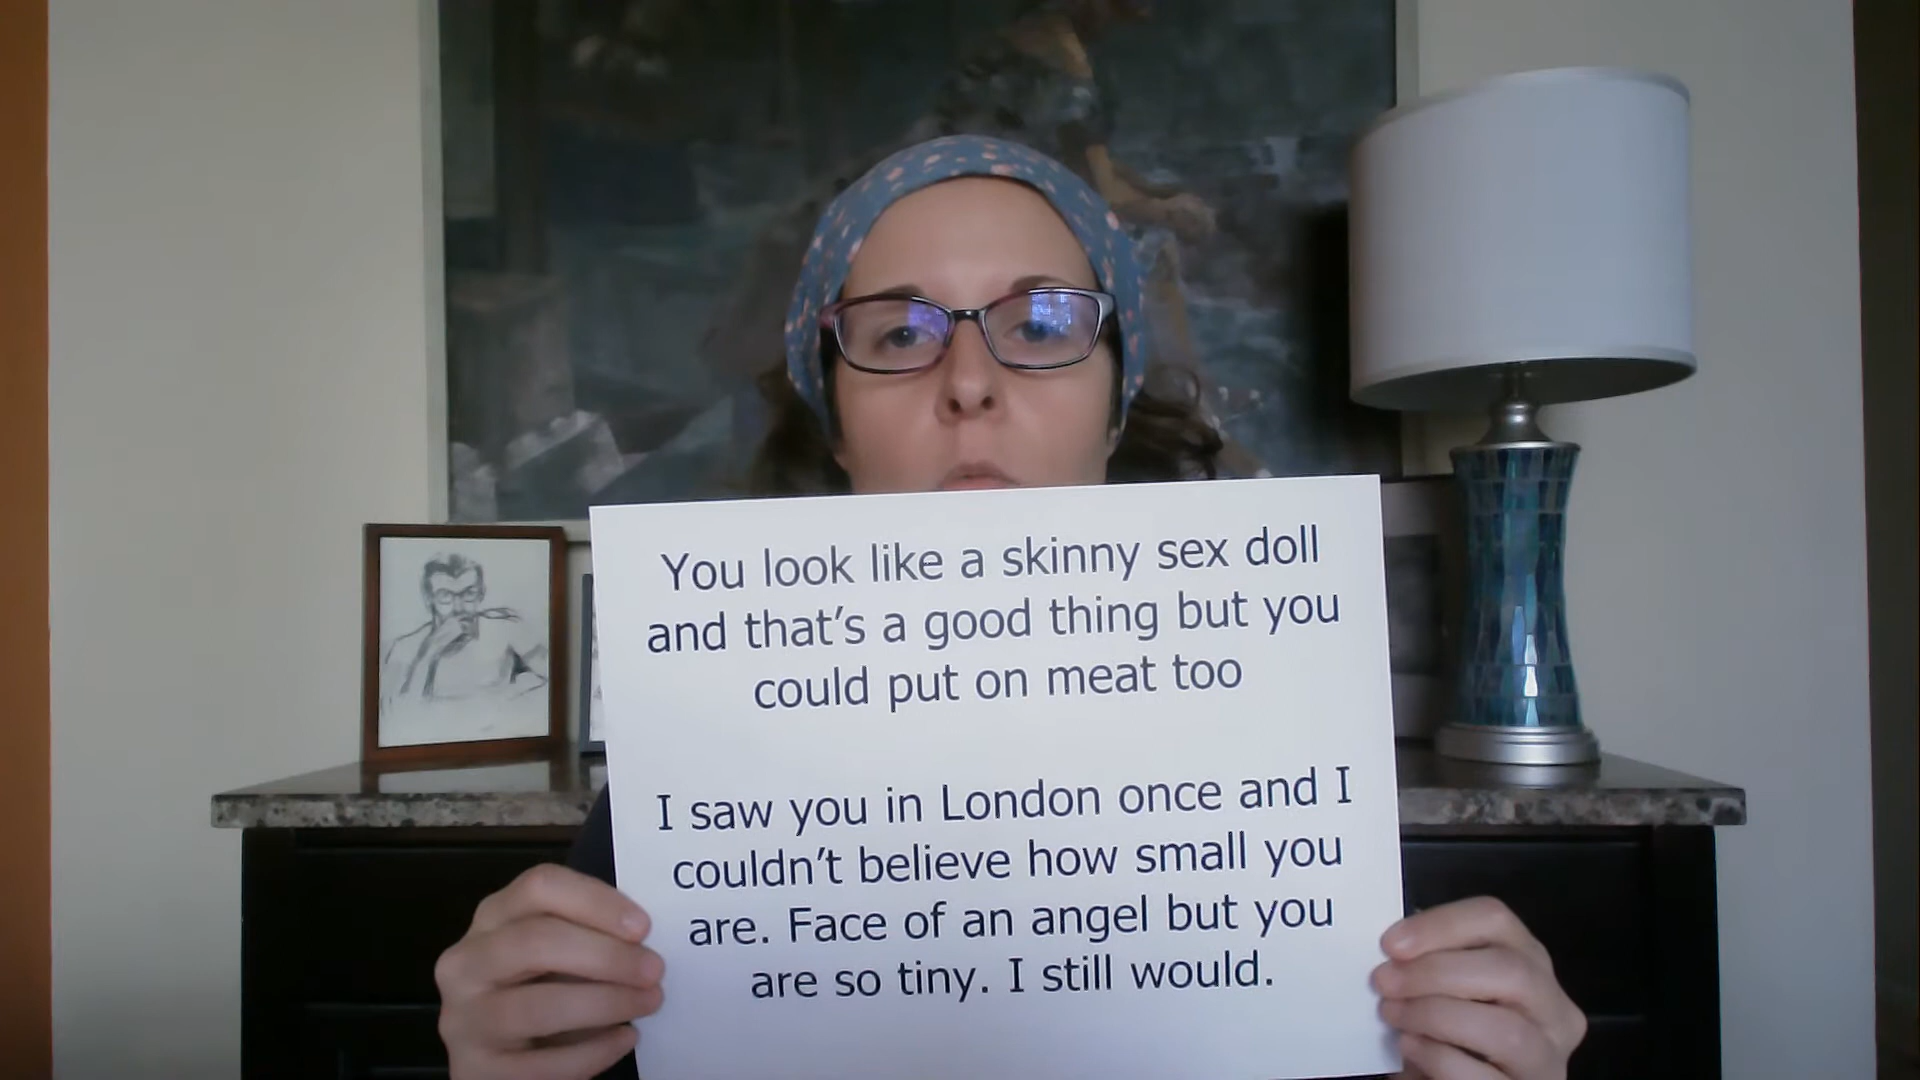 You look like a skinny sex doll
and that's a good thing but you
could put on meat too
I saw you in London once and I
couldn't believe how small you
are. Face of an angel but you
are so tiny. I still would.